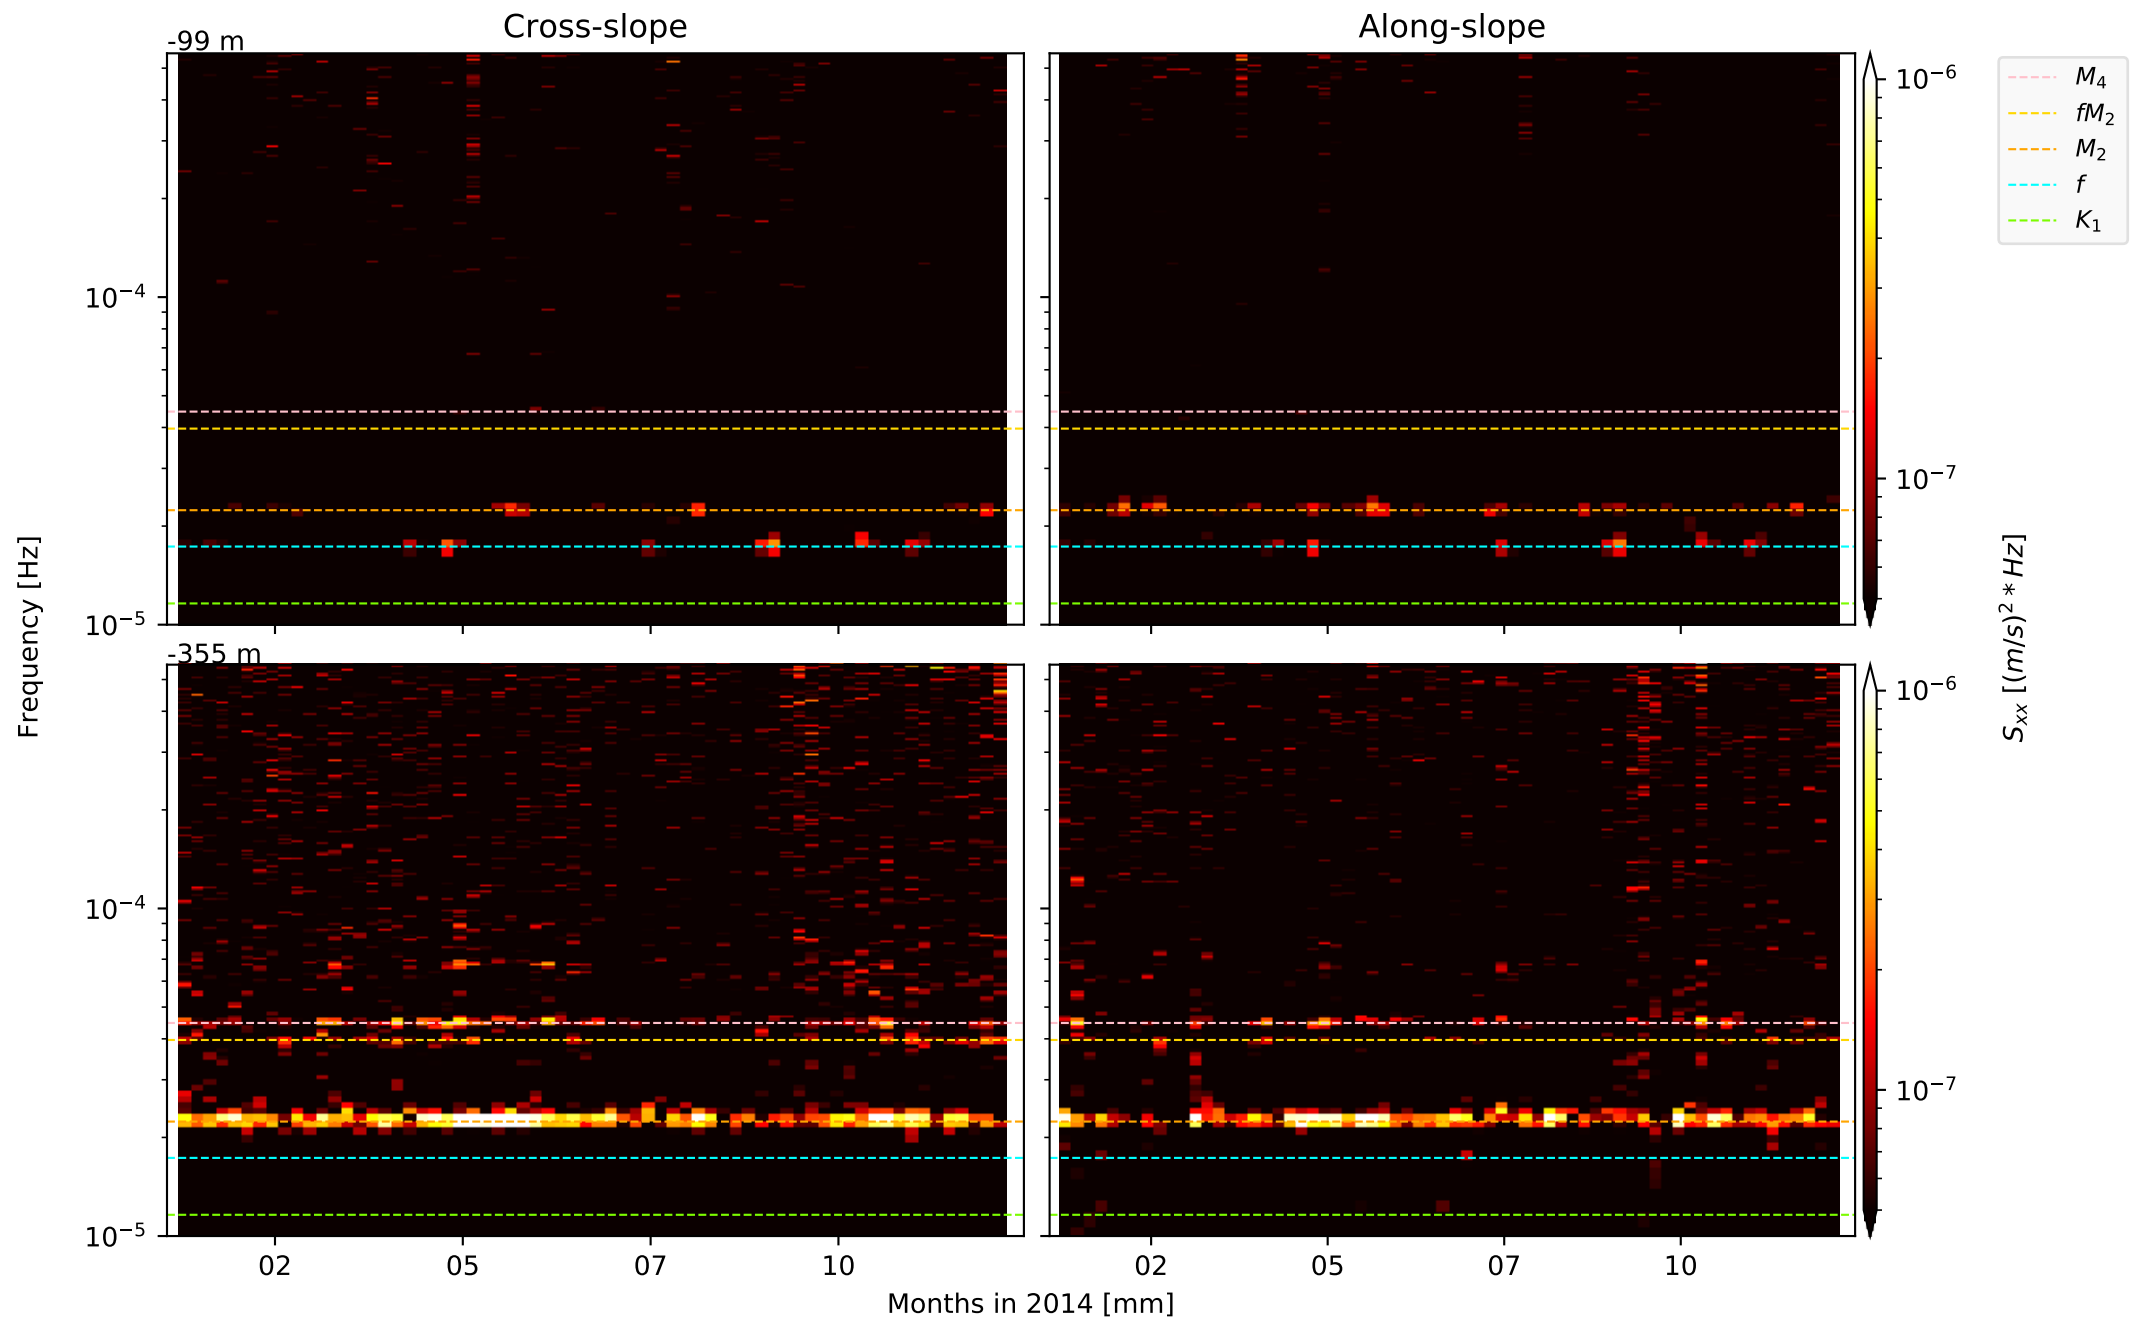 Cross-slope
Along-slope
-99 m
10⁻⁴
10⁻⁵
10⁻⁶
10⁻⁷
M₄
fM₂
M₂
f
K₁
Frequency [Hz]
Sₓₓ [(m/s)² * Hz]
-355 m
10⁻⁴
10⁻⁵
10⁻⁶
10⁻⁷
02 05 07 10
02 05 07 10
Months in 2014 [mm]